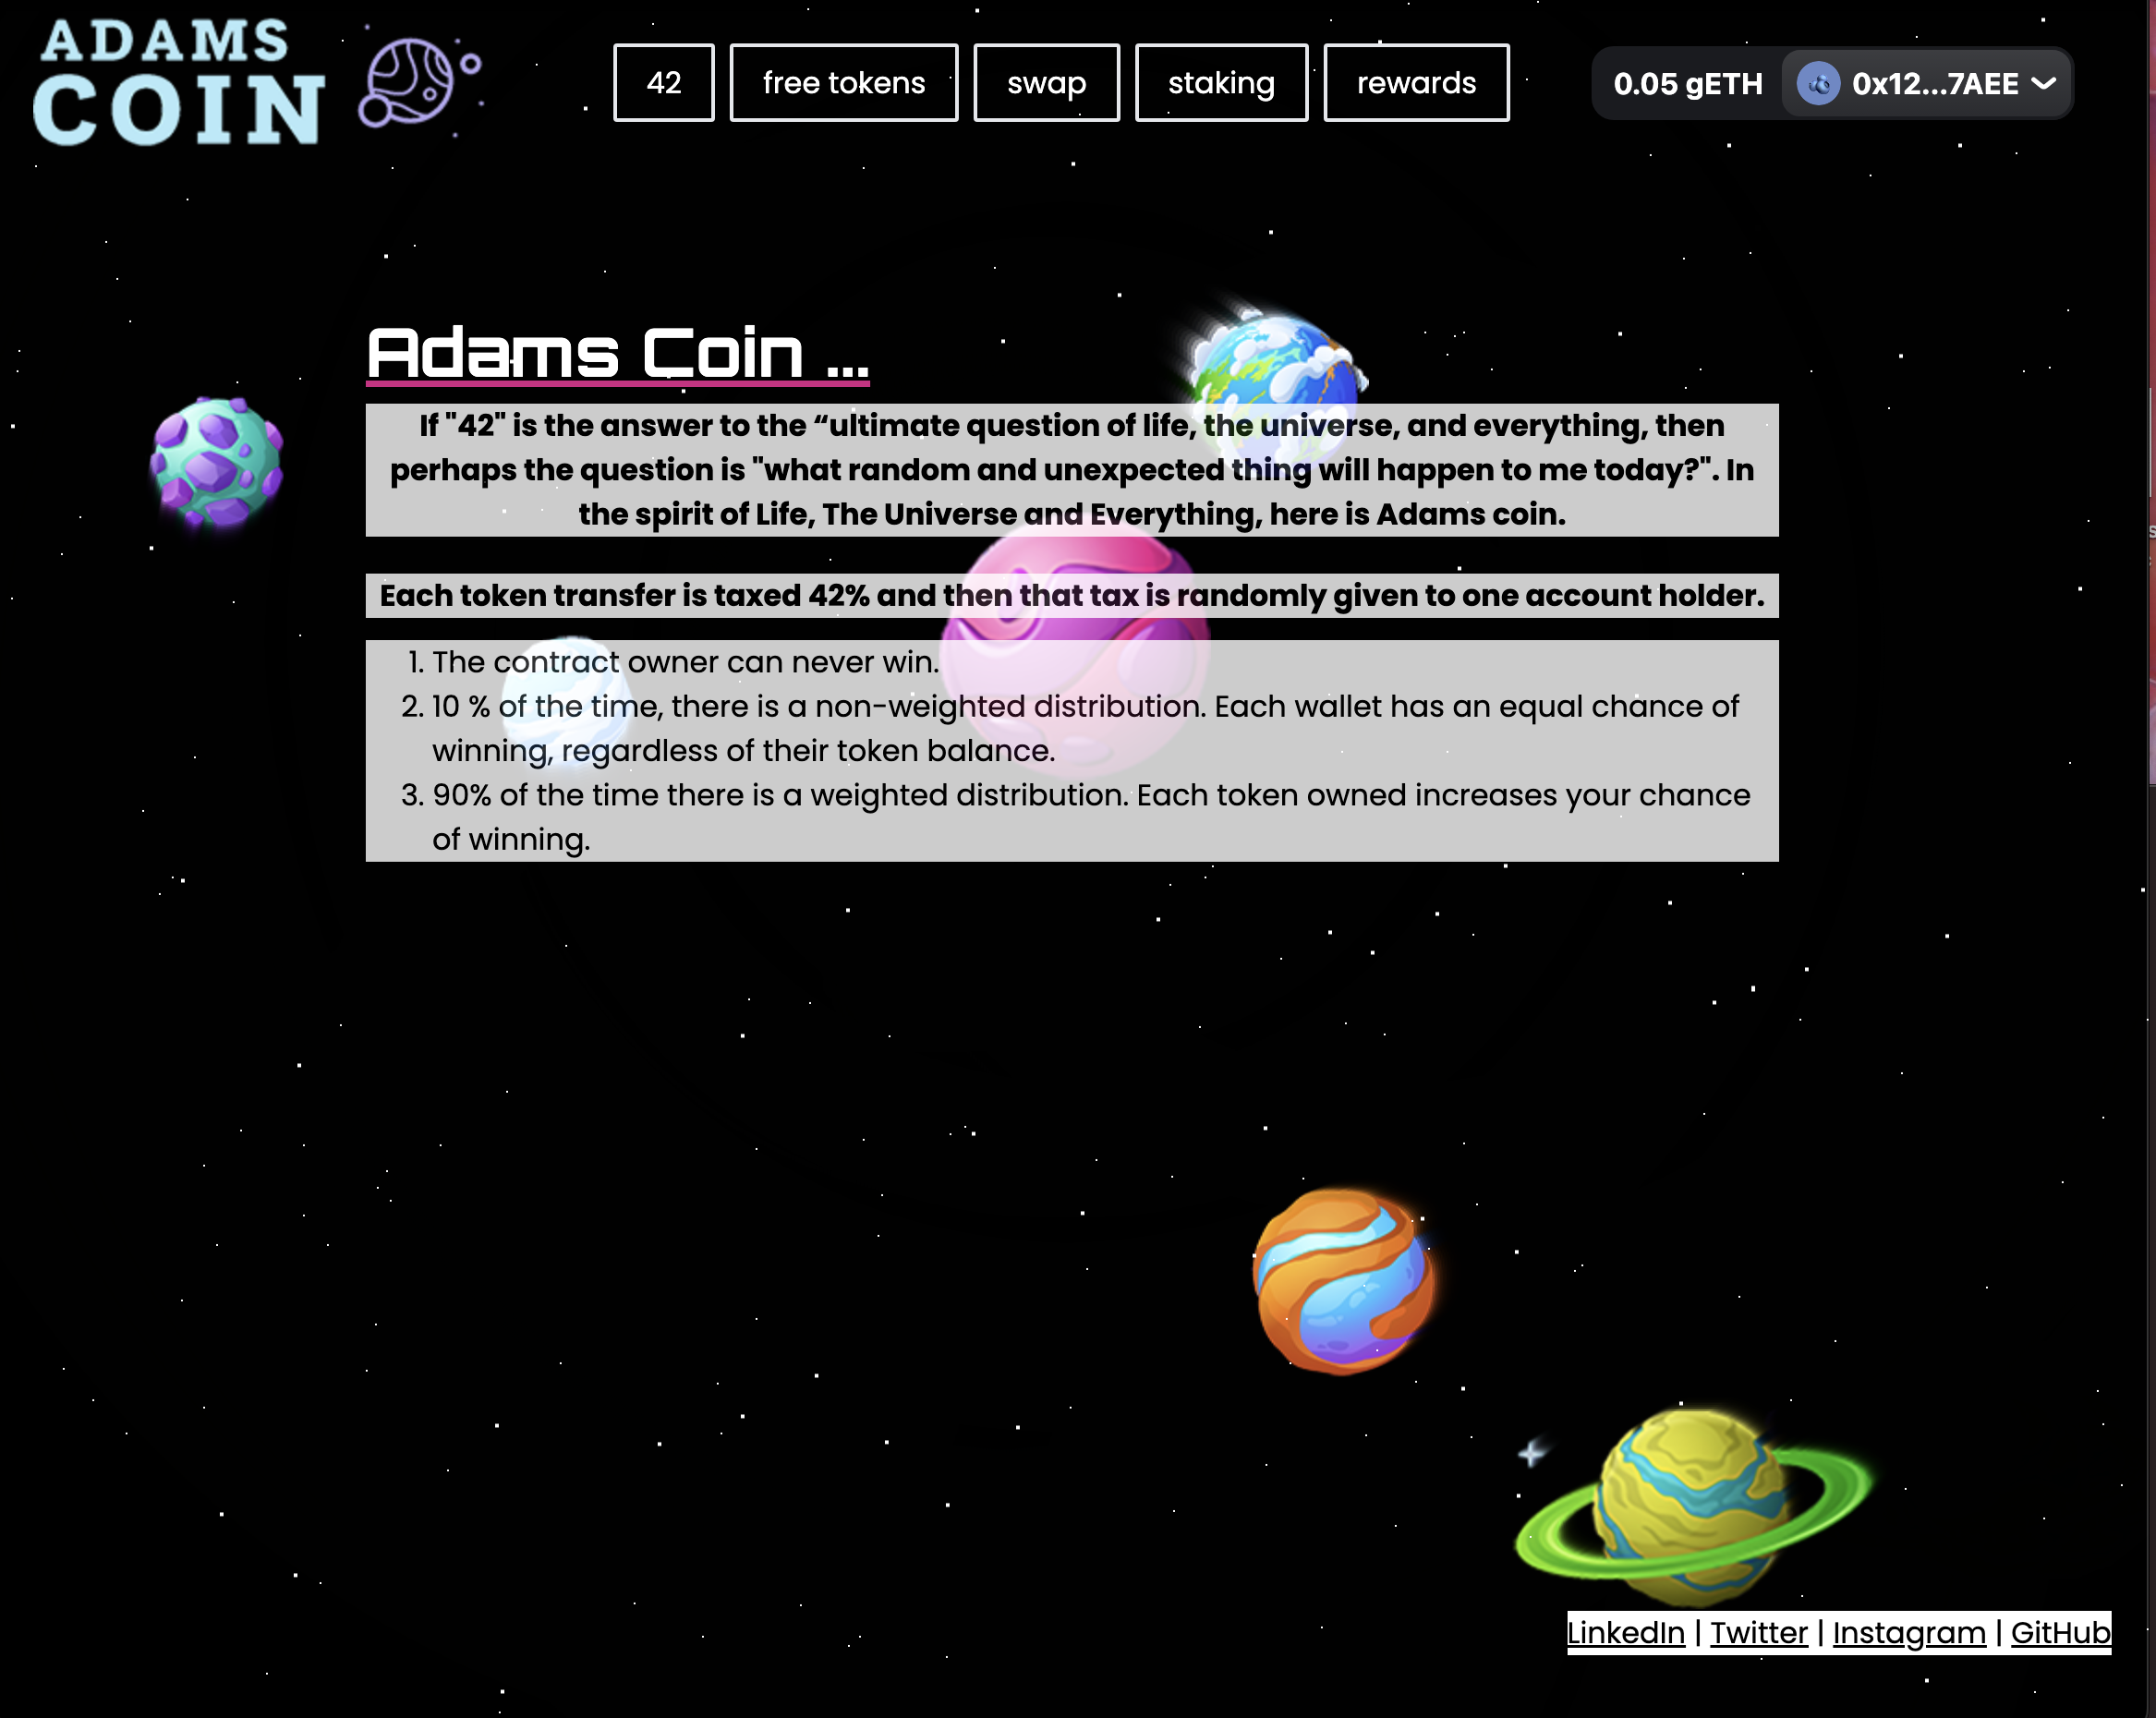 ADAMS
COIN
42
free tokens
swap
staking
rewards
0.05 gETH
0x12...7AEE
Adams Coin ...
If "42" is the answer to the “ultimate question of life, the universe, and everything, then
perhaps the question is "what random and unexpected thing will happen to me today?". In
the spirit of Life, The Universe and Everything, here is Adams coin.
Each token transfer is taxed 42% and then that tax is randomly given to one account holder.
1. The contract owner can never win.
2. 10 % of the time, there is a non-weighted distribution. Each wallet has an equal chance of
winning, regardless of their token balance.
3. 90% of the time there is a weighted distribution. Each token owned increases your chance
of winning.
LinkedIn | Twitter | Instagram | GitHub